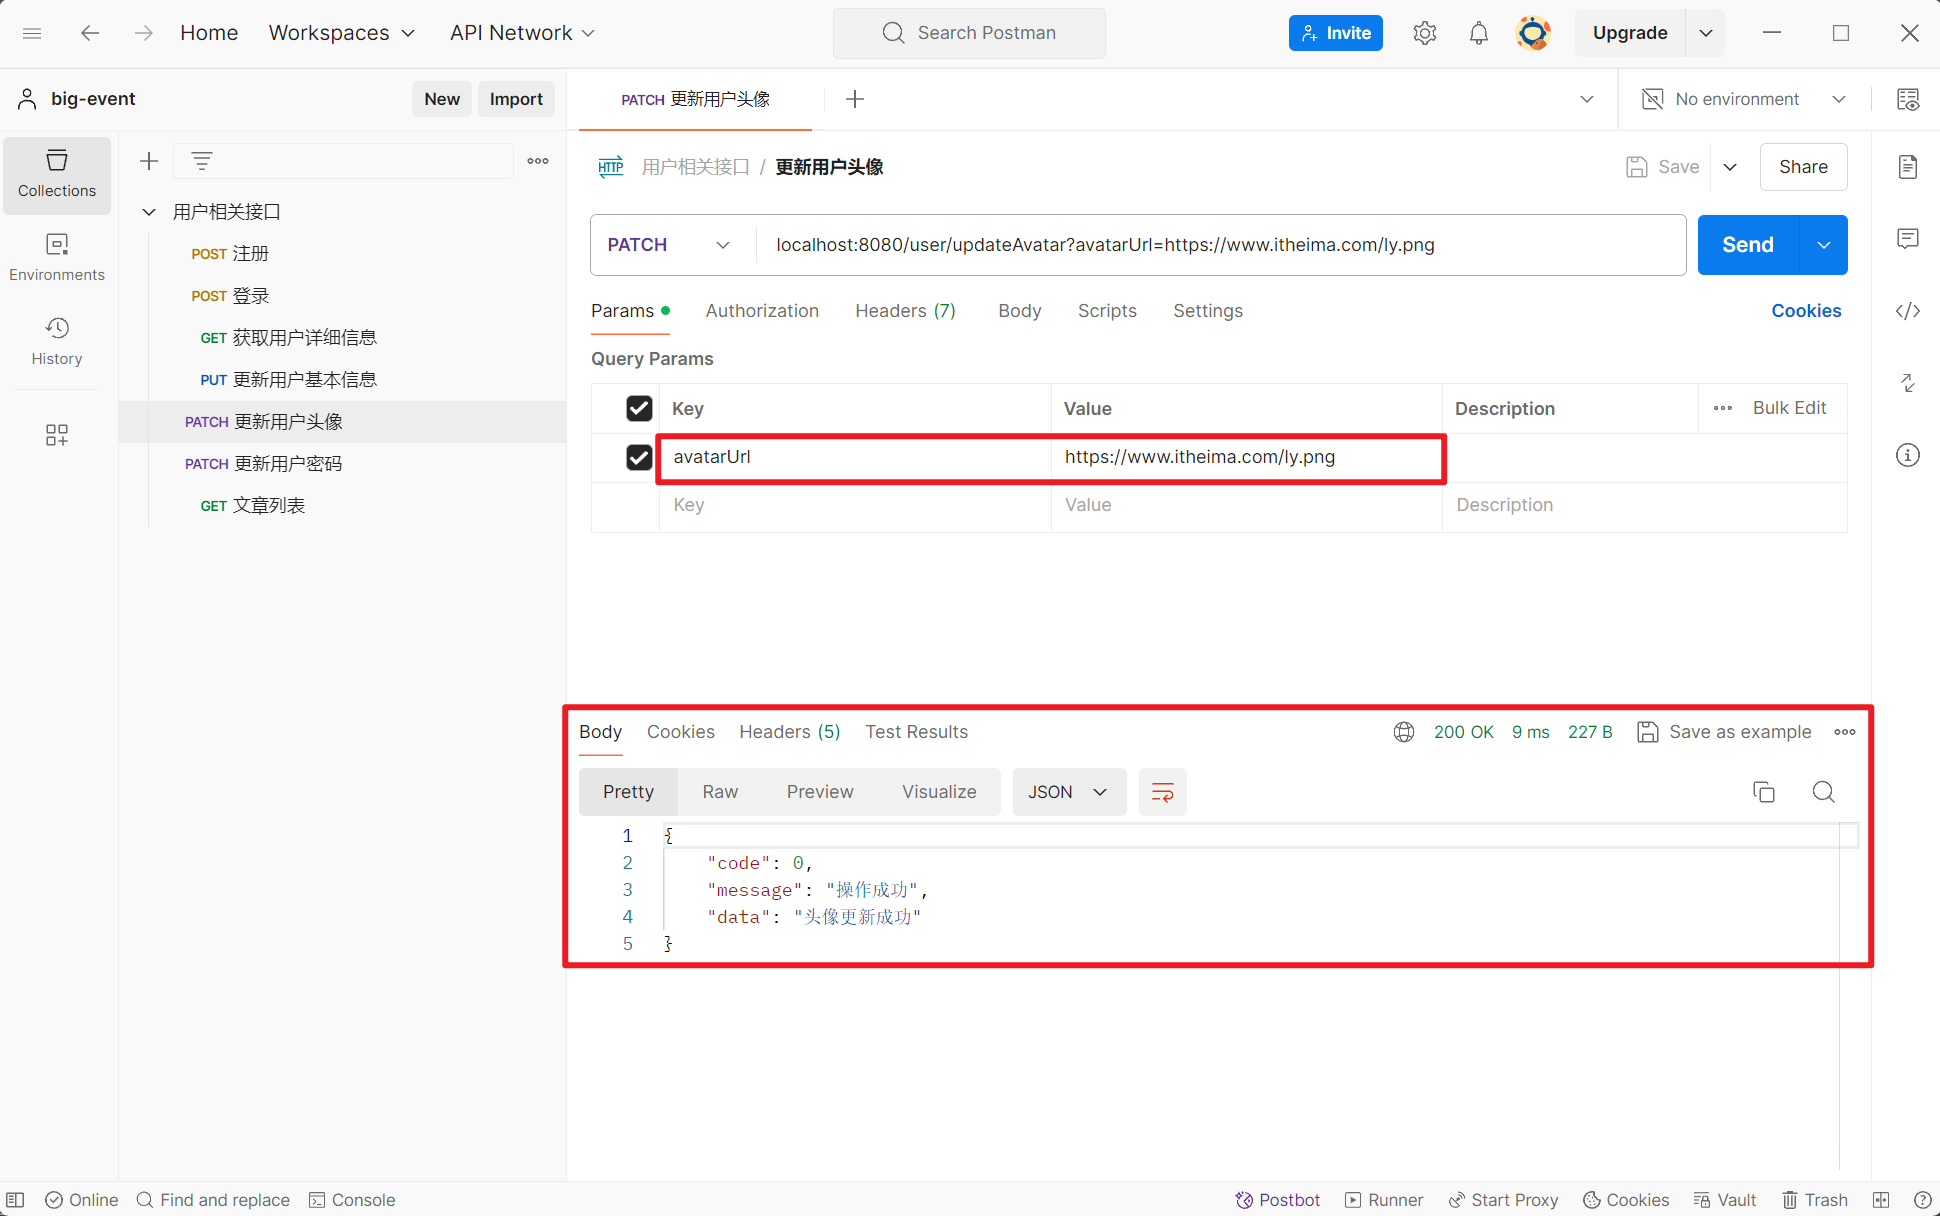 Home Workspaces API Network Search Postman Invite Upgrade
big-event New Import PATCH 更新用户头像 No environment
Collections
Environments
History
用户相关接口
POST 注册
POST 登录
GET 获取用户详细信息
PUT 更新用户基本信息
PATCH 更新用户头像
PATCH 更新用户密码
GET 文章列表
HTTP 用户相关接口 / 更新用户头像 Save Share
PATCH localhost:8080/user/updateAvatar?avatarUrl=https://www.itheima.com/ly.png Send
Params Authorization Headers (7) Body Scripts Settings Cookies
Query Params
Key Value Description Bulk Edit
avatarUrl https://www.itheima.com/ly.png
Key Value Description
Body Cookies Headers (5) Test Results 200 OK 9 ms 227 B Save as example
Pretty Raw Preview Visualize JSON
1 {
2 "code": 0,
3 "message": "操作成功",
4 "data": "头像更新成功"
5 }
Online Find and replace Console Postbot Runner Start Proxy Cookies Vault Trash